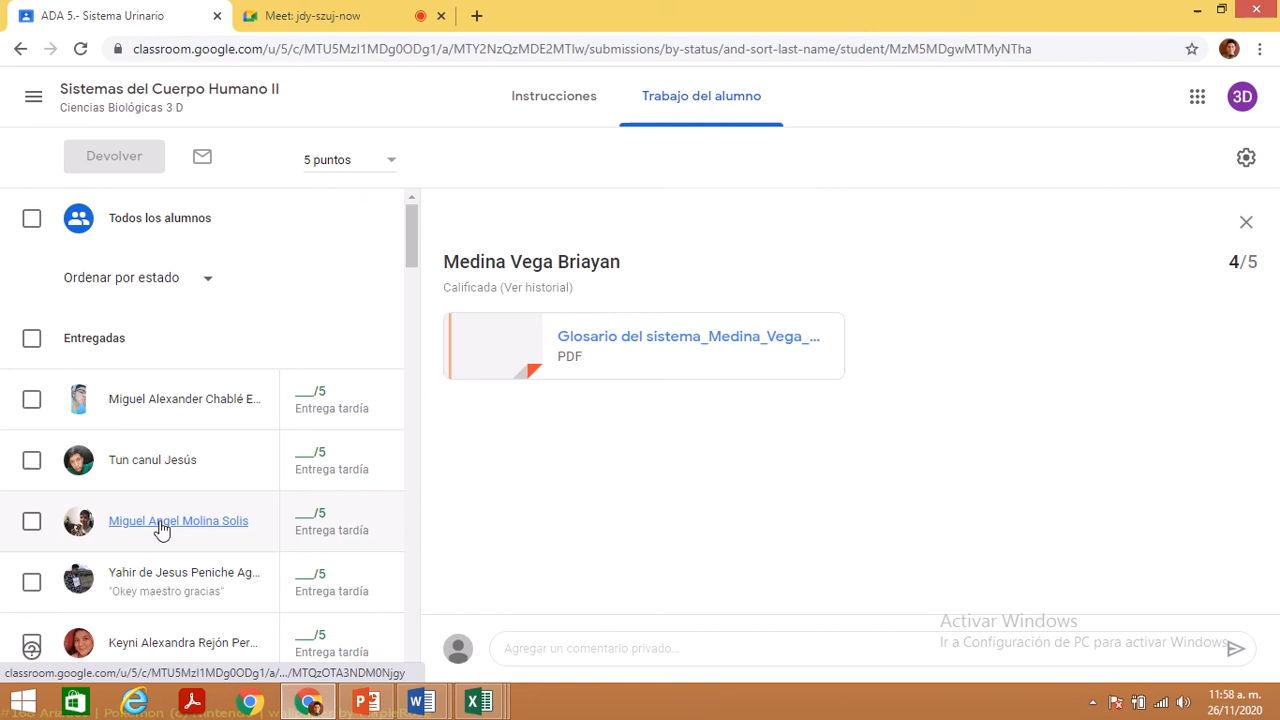 ADA 5.- Sistema Urinario
Meet: jdy-szuj-now
classroom.google.com/u/5/c/MTU5MzI1MDg0ODg1/a/MTY2NzQzMDE2MTIw/submissions/by-status/and-sort-last-name/student/MzM5MDgwMTMyNTha
Sistemas del Cuerpo Humano II
Ciencias Biológicas 3 D
Instrucciones
Trabajo del alumno
3D
Devolver
5 puntos
Todos los alumnos
Ordenar por estado
Entregadas
Miguel Alexander Chablé E...
___/5
Entrega tardía
Tun canul Jesús
___/5
Entrega tardía
Miguel Angel Molina Solis
___/5
Entrega tardía
Yahir de Jesus Peniche Ag...
"Okey maestro gracias"
___/5
Entrega tardía
Keyni Alexandra Rejón Per...
___/5
Entrega tardía
Medina Vega Briayan
4/5
Calificada (Ver historial)
Glosario del sistema_Medina_Vega_...
PDF
Activar Windows
Ir a Configuración de PC para activar Windows.
Agregar un comentario privado...
classroom.google.com/u/5/c/MTU5MzI1MDg0ODg1/a/.../MTQzOTA3NDM0Njgy
11:58 a. m.
26/11/2020